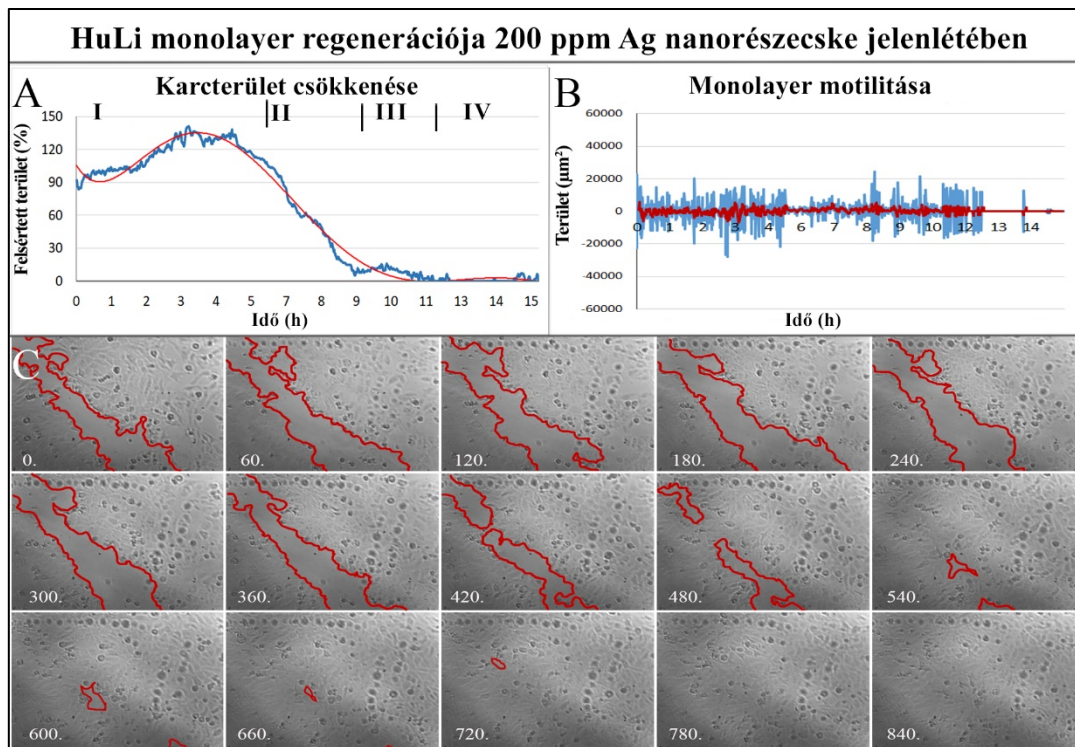 HuLi monolayer regenerációja 200 ppm Ag nanorészecske jelenlétében
A
Karcterület csökkenése
I |II | III | IV
Felsértett terület (%)
150
120
90
60
30
0
0 1 2 3 4 5 6 7 8 9 10 11 12 13 14 15
Idő (h)
B
Monolayer motilitása
Terület (µm²)
60000
40000
20000
0
-20000
-40000
-60000
0 1 2 3 4 5 6 7 8 9 10 11 12 13 14
Idő (h)
C
0. 60. 120. 180. 240.
300. 360. 420. 480. 540.
600. 660. 720. 780. 840.